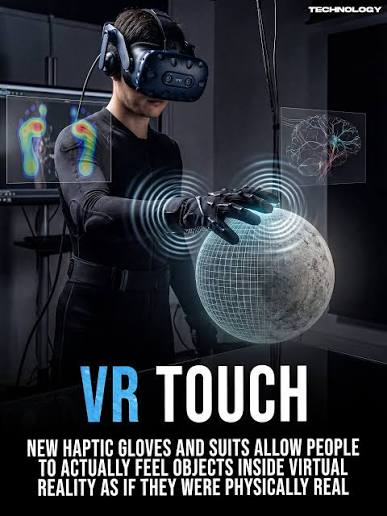 TECHNOLOGY
VR TOUCH
NEW HAPTIC GLOVES AND SUITS ALLOW PEOPLE
TO ACTUALLY FEEL OBJECTS INSIDE VIRTUAL
REALITY AS IF THEY WERE PHYSICALLY REAL